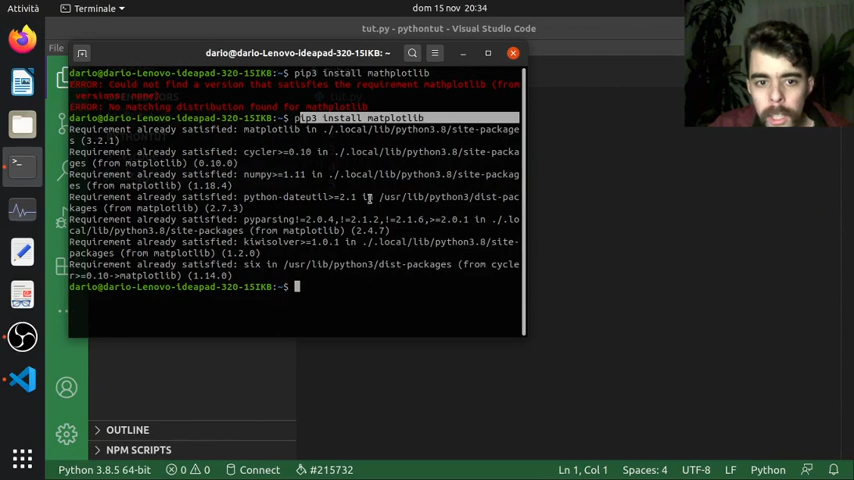 Attività
Terminale
dom 15 nov 20:34
tut.py - pythontut - Visual Studio Code
File
dario@dario-Lenovo-ideapad-320-15IKB: ~
dario@dario-Lenovo-ideapad-320-15IKB:~$ pip3 install mathplotlib
ERROR: Could not find a version that satisfies the requirement mathplotlib (from
versions: none)
ERROR: No matching distribution found for mathplotlib
dario@dario-Lenovo-ideapad-320-15IKB:~$ pip3 install matplotlib
Requirement already satisfied: matplotlib in ./.local/lib/python3.8/site-package
s (3.2.1)
Requirement already satisfied: cycler>=0.10 in ./.local/lib/python3.8/site-packa
ges (from matplotlib) (0.10.0)
Requirement already satisfied: numpy>=1.11 in ./.local/lib/python3.8/site-packa
ges (from matplotlib) (1.18.4)
Requirement already satisfied: python-dateutil>=2.1 in /usr/lib/python3/dist-pac
kages (from matplotlib) (2.7.3)
Requirement already satisfied: pyparsing!=2.0.4,!=2.1.2,!=2.1.6,>=2.0.1 in ./.lo
cal/lib/python3.8/site-packages (from matplotlib) (2.4.7)
Requirement already satisfied: kiwisolver>=1.0.1 in ./.local/lib/python3.8/site-
packages (from matplotlib) (1.2.0)
Requirement already satisfied: six in /usr/lib/python3/dist-packages (from cycle
r>=0.10->matplotlib) (1.14.0)
dario@dario-Lenovo-ideapad-320-15IKB:~$
OUTLINE
NPM SCRIPTS
Python 3.8.5 64-bit
0
0
Connect
#215732
Ln 1, Col 1
Spaces: 4
UTF-8
LF
Python